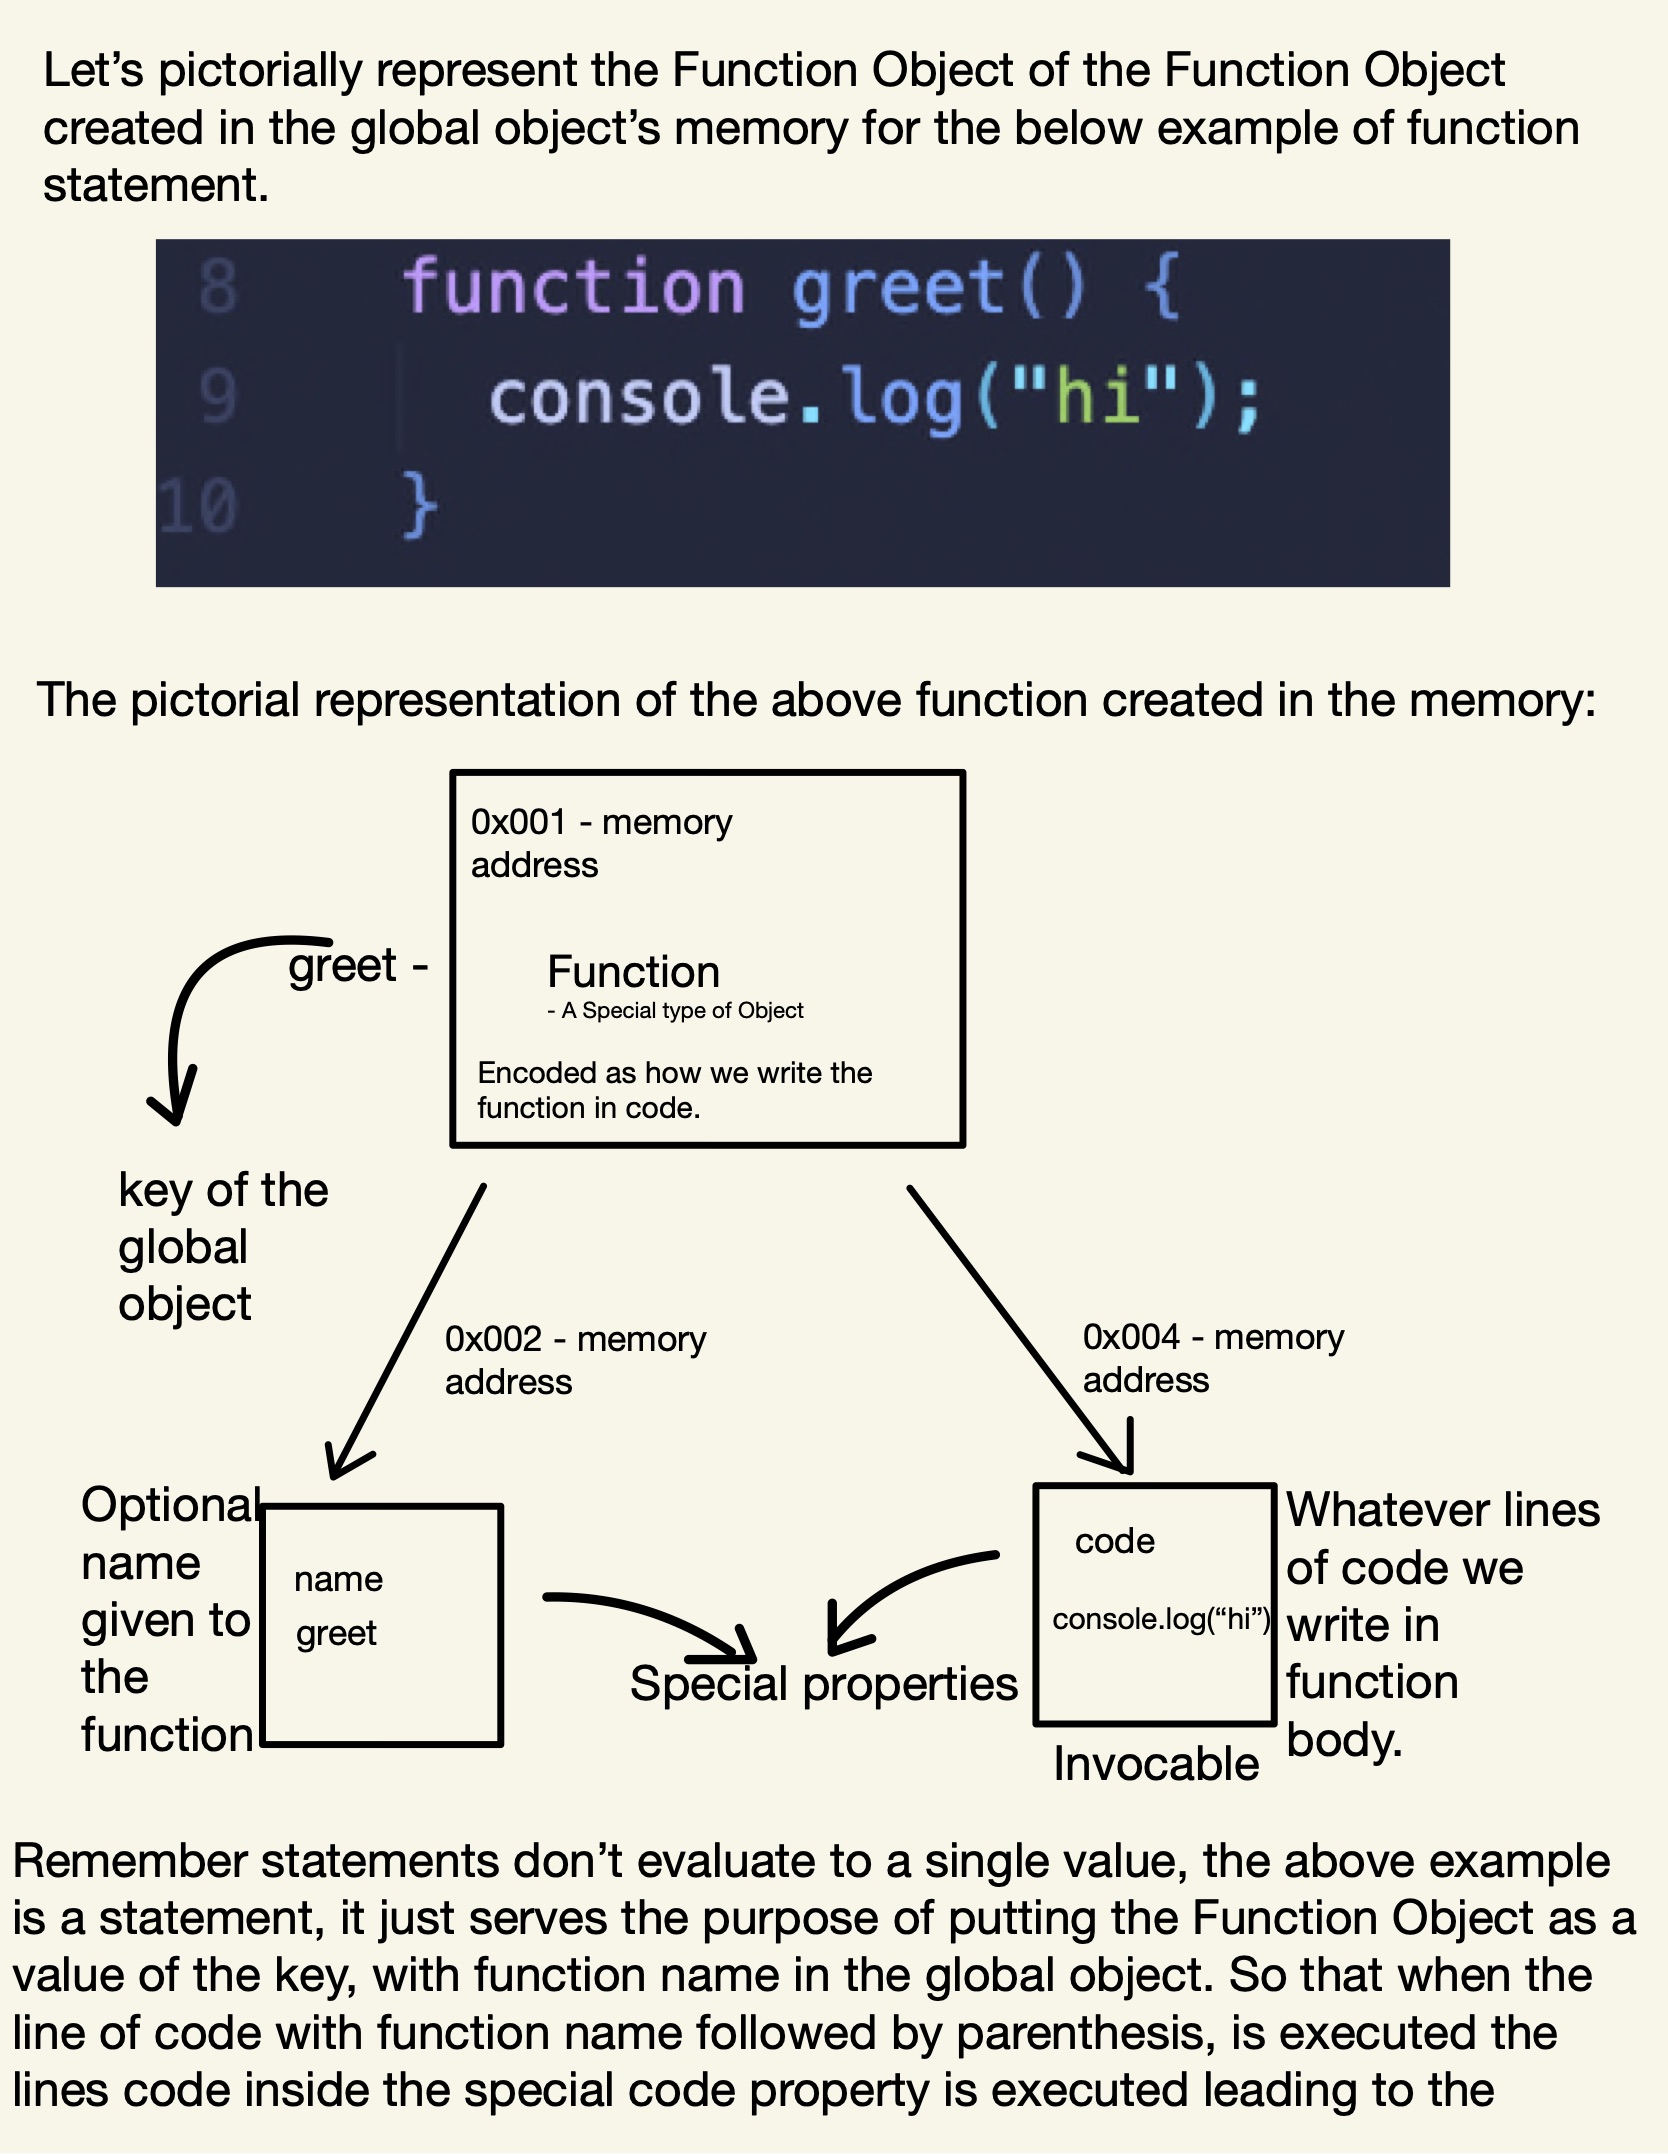 Let’s pictorially represent the Function Object of the Function Object
created in the global object’s memory for the below example of function
statement.
8 function greet() {
9 console.log("hi");
10 }
The pictorial representation of the above function created in the memory:
0x001 - memory
address
greet -
Function
- A Special type of Object
Encoded as how we write the
function in code.
key of the
global
object
0x002 - memory
address
0x004 - memory
address
Optional
name
given to
the
function
name
greet
Special properties
code
console.log(“hi”)
Invocable
Whatever lines
of code we
write in
function
body.
Remember statements don’t evaluate to a single value, the above example
is a statement, it just serves the purpose of putting the Function Object as a
value of the key, with function name in the global object. So that when the
line of code with function name followed by parenthesis, is executed the
lines code inside the special code property is executed leading to the